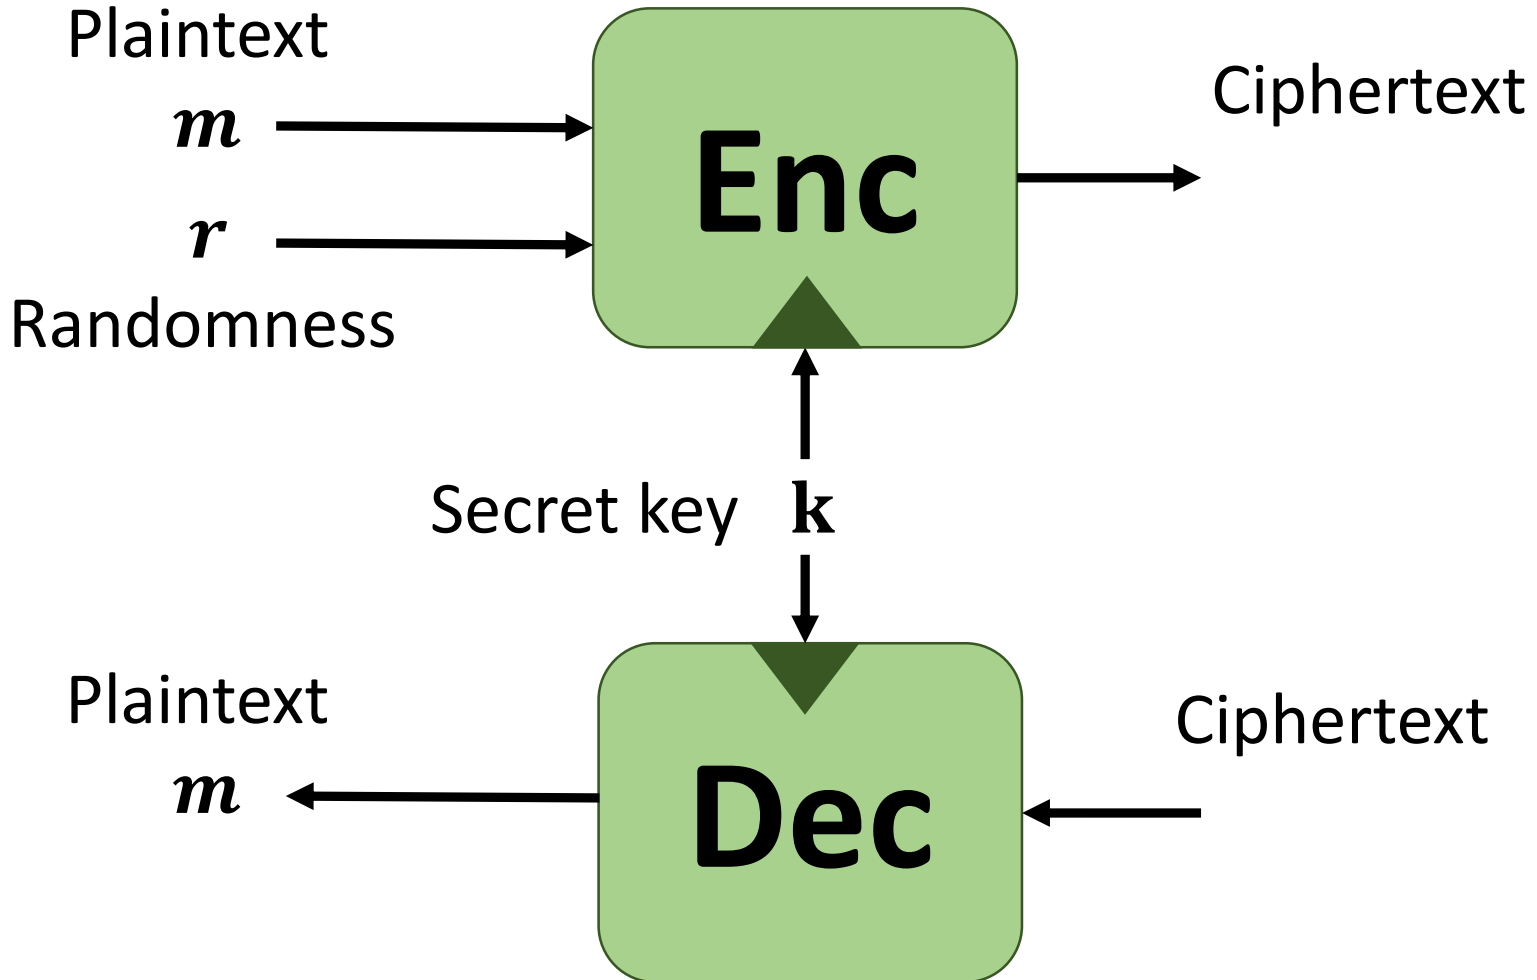 Plaintext
m
r
Randomness
Enc
Ciphertext
Secret key k
Plaintext
m
Dec
Ciphertext